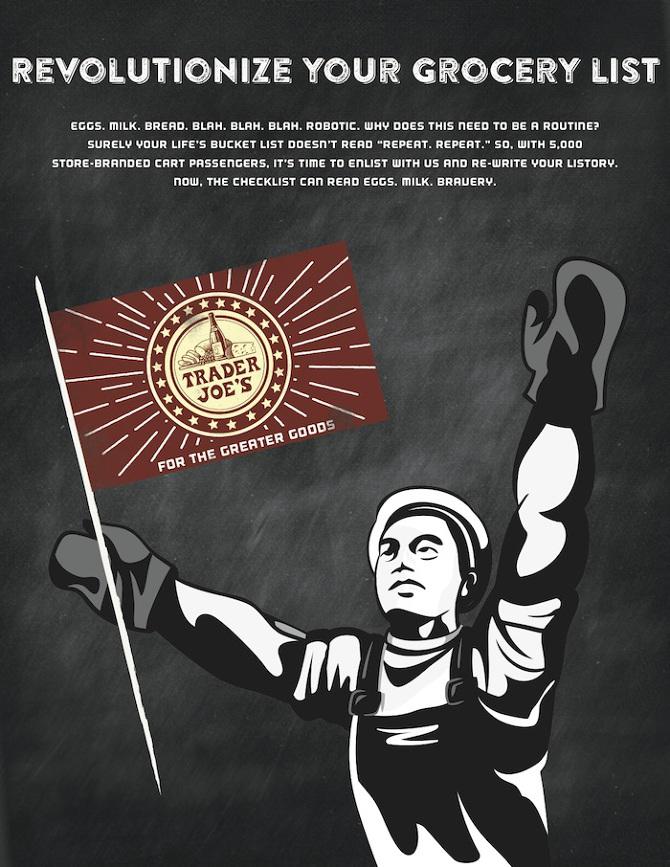 REVOLUTIONIZE YOUR GROCERY LIST
EGGS. MILK. BREAD. BLAH. BLAH. BLAH. ROBOTIC. WHY DOES THIS NEED TO BE A ROUTINE?
SURELY YOUR LIFE'S BUCKET LIST DOESN'T READ "REPEAT. REPEAT." SO, WITH 5,000
STORE-BRANDED CART PASSENGERS, IT'S TIME TO ENLIST WITH US AND RE-WRITE YOUR LISTORY.
NOW, THE CHECKLIST CAN READ EGGS. MILK. BRAVERY.
TRADER
JOE'S
FOR THE GREATER GOODS